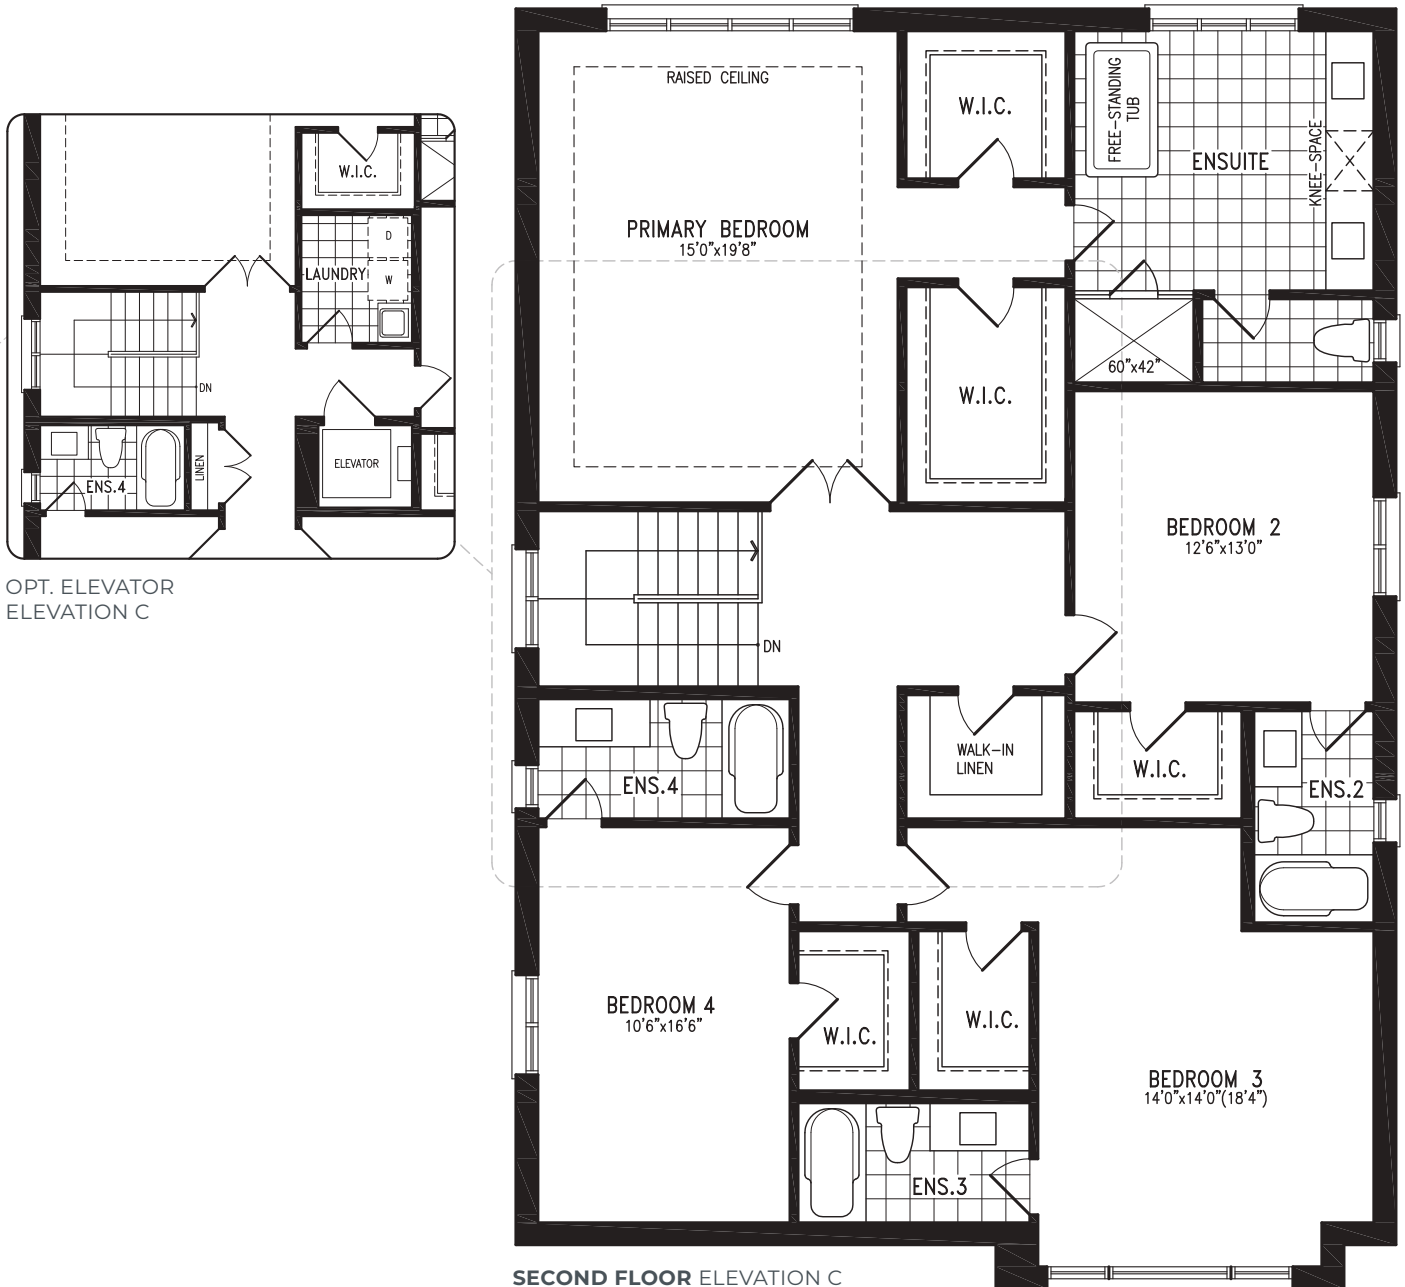 RAISED CEILING
W.I.C.
FREE-STANDING
TUB
ENSUITE
KNEE-SPACE
PRIMARY BEDROOM
15'0"x19'8"
W.I.C.
60"x42"
BEDROOM 2
12'6"x13'0"
DN
WALK-IN
LINEN
W.I.C.
ENS.2
ENS.4
BEDROOM 4
10'6"x16'6"
W.I.C.
W.I.C.
BEDROOM 3
14'0"x14'0"(18'4")
ENS.3
SECOND FLOOR ELEVATION C
W.I.C.
D
LAUNDRY
W
DN
LINEN
ELEVATOR
ENS.4
OPT. ELEVATOR
ELEVATION C